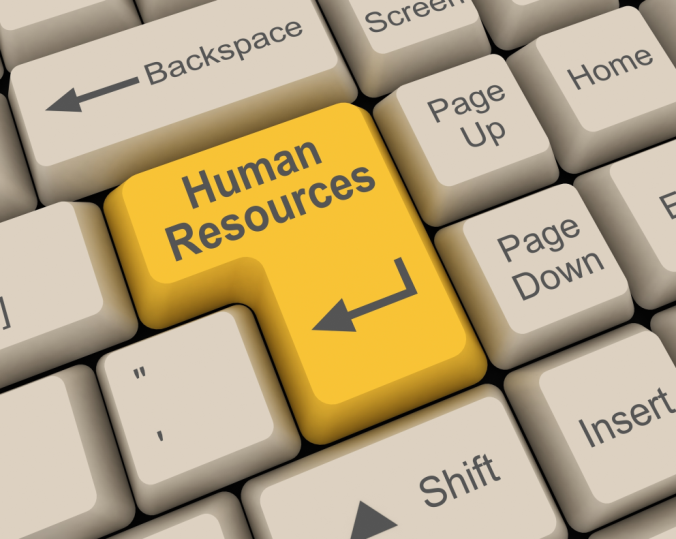 Backspace
Screen
Home
Page
Up
Human
Resources
Page
Down
E
]
"
'
Insert
Shift